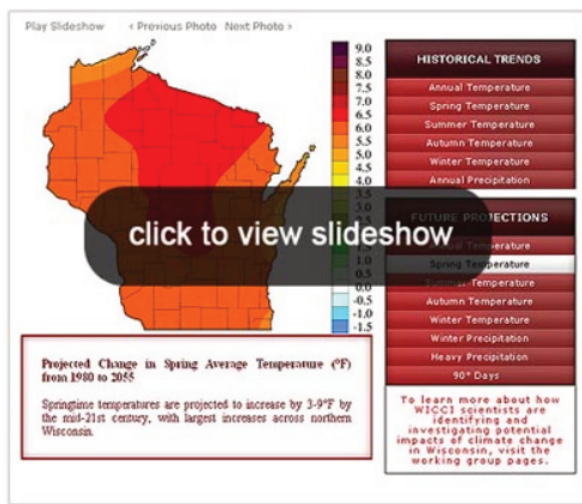 Play Slideshow ‹ Previous Photo Next Photo ›
9.0
8.5
8.0
7.5
7.0
6.5
6.0
5.5
5.0
4.5
4.0
3.5
3.0
0.0
-0.5
-1.0
-1.5
HISTORICAL TRENDS
Annual Temperature
Spring Temperature
Summer Temperature
Autumn Temperature
Winter Temperature
Annual Precipitation
click to view slideshow
FUTURE PROJECTIONS
Annual Temperature
Spring Temperature
Summer Temperature
Autumn Temperature
Winter Temperature
Winter Precipitation
Heavy Precipitation
90° Days
Projected Change in Spring Average Temperature (°F)
from 1980 to 2055
Springtime temperatures are projected to increase by 3-9°F by
the mid-21st century, with largest increases across northern
Wisconsin.
To learn more about how
WICCI scientists are
identifying and
investigating potential
impacts of climate change
in Wisconsin, visit the
working group pages.